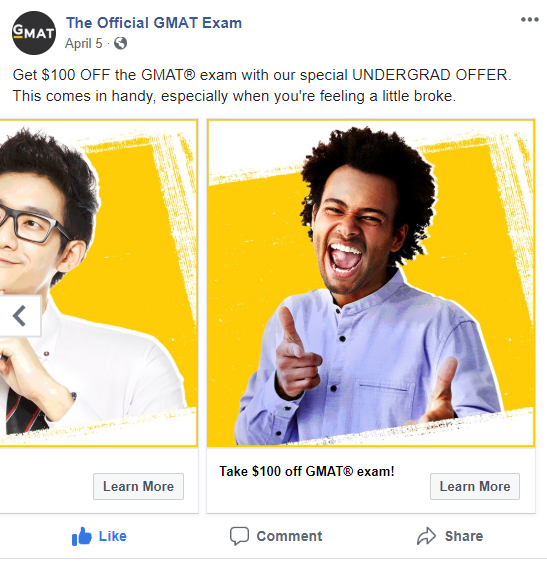 GMAT
The Official GMAT Exam
April 5 ·
Get $100 OFF the GMAT® exam with our special UNDERGRAD OFFER.
This comes in handy, especially when you're feeling a little broke.
Take $100 off GMAT® exam!
Learn More
Learn More
Like
Comment
Share